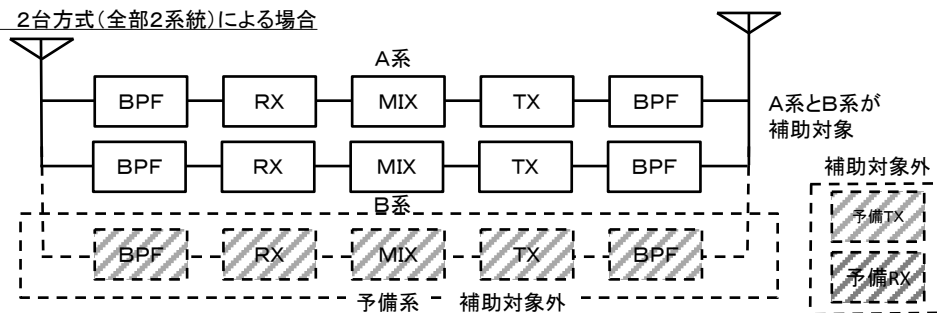 ２台方式（全部２系統）による場合
A系
BPF RX MIX TX BPF
A系とB系が
補助対象
BPF RX MIX TX BPF
補助対象外
B系
予備TX
BPF RX MIX TX BPF
予備RX
予備系 補助対象外